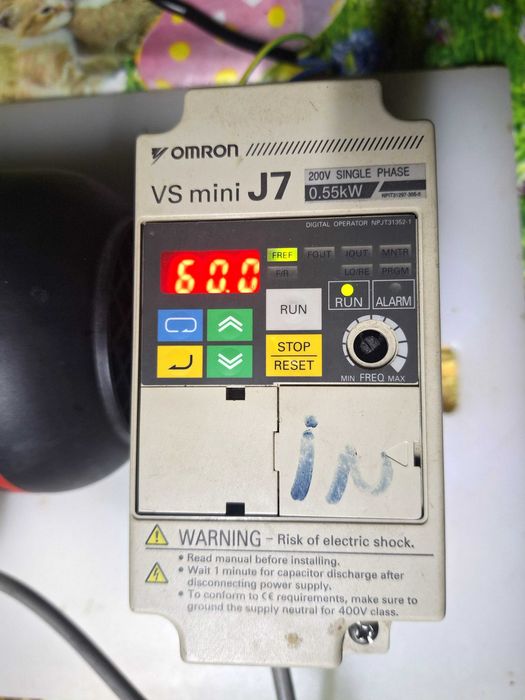 OMRON
VS mini J7
200V SINGLE PHASE
0.55kW
DIGITAL OPERATOR NPJT31352-1
60.0
FREF FOUT IOUT MNTR
F/R LO/RE PRGM
RUN
RUN ALARM
STOP
RESET
MIN FREQ MAX
in
WARNING - Risk of electric shock.
• Read manual before installing.
• Wait 1 minute for capacitor discharge after
disconnecting power supply.
• To conform to CE requirements, make sure to
ground the supply neutral for 400V class.